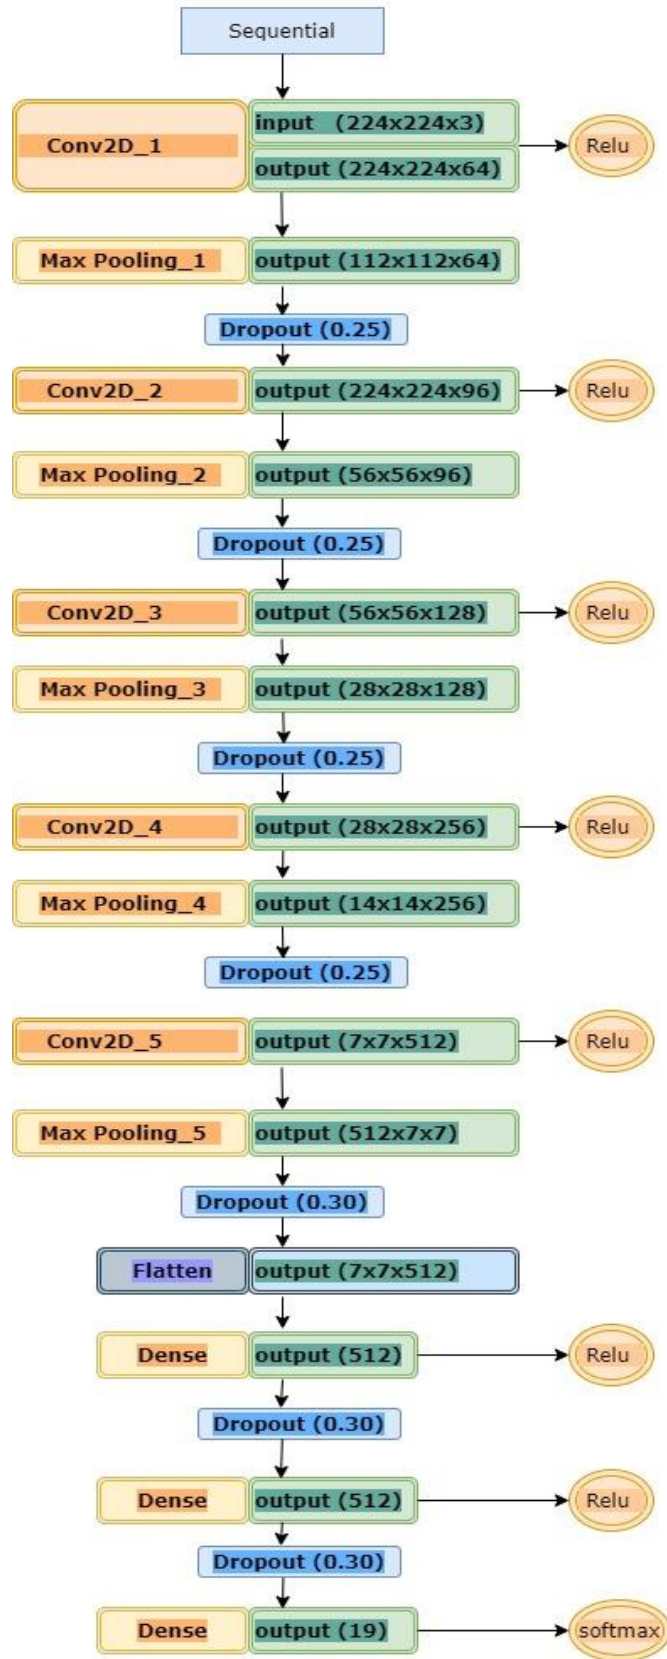 Sequential
Conv2D_1
input (224x224x3)
output (224x224x64)
Relu
Max Pooling_1 output (112x112x64)
Dropout (0.25)
Conv2D_2 output (224x224x96) Relu
Max Pooling_2 output (56x56x96)
Dropout (0.25)
Conv2D_3 output (56x56x128) Relu
Max Pooling_3 output (28x28x128)
Dropout (0.25)
Conv2D_4 output (28x28x256) Relu
Max Pooling_4 output (14x14x256)
Dropout (0.25)
Conv2D_5 output (7x7x512) Relu
Max Pooling_5 output (512x7x7)
Dropout (0.30)
Flatten output (7x7x512)
Dense output (512) Relu
Dropout (0.30)
Dense output (512) Relu
Dropout (0.30)
Dense output (19) softmax